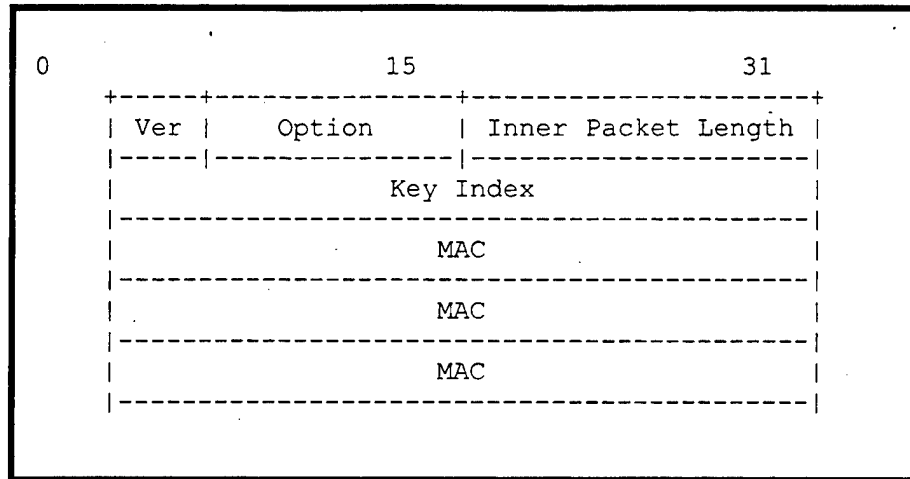 0 15 31
+-----+---------------+---------------------+
| Ver | Option | Inner Packet Length |
|-----|---------------|---------------------|
| Key Index |
|-------------------------------------------|
| MAC |
|-------------------------------------------|
| MAC |
|-------------------------------------------|
| MAC |
|-------------------------------------------|